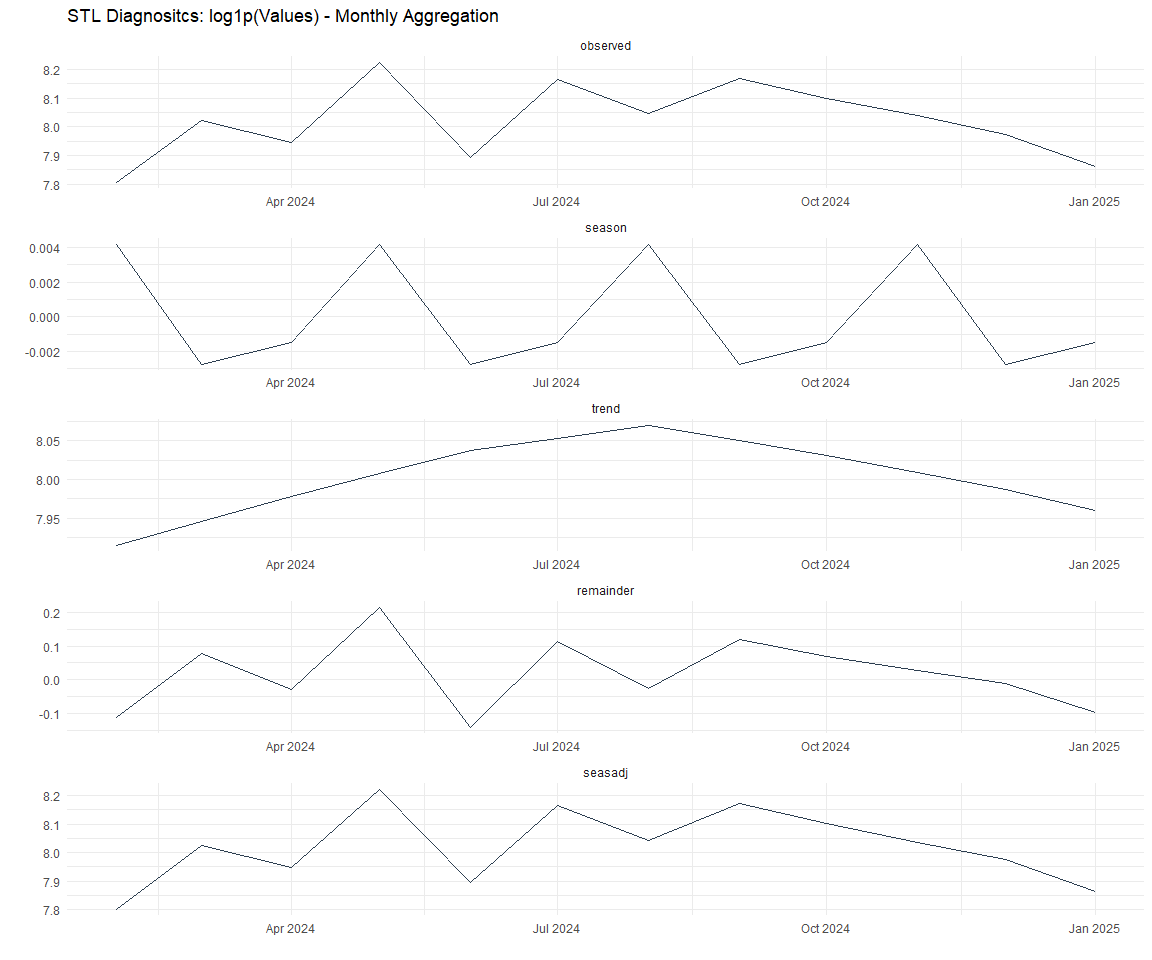 STL Diagnositcs: log1p(Values) - Monthly Aggregation
observed
8.2
8.1
8.0
7.9
7.8
Apr 2024 Jul 2024 Oct 2024 Jan 2025
season
0.004
0.002
0.000
-0.002
Apr 2024 Jul 2024 Oct 2024 Jan 2025
trend
8.05
8.00
7.95
Apr 2024 Jul 2024 Oct 2024 Jan 2025
remainder
0.2
0.1
0.0
-0.1
Apr 2024 Jul 2024 Oct 2024 Jan 2025
seasadj
8.2
8.1
8.0
7.9
7.8
Apr 2024 Jul 2024 Oct 2024 Jan 2025